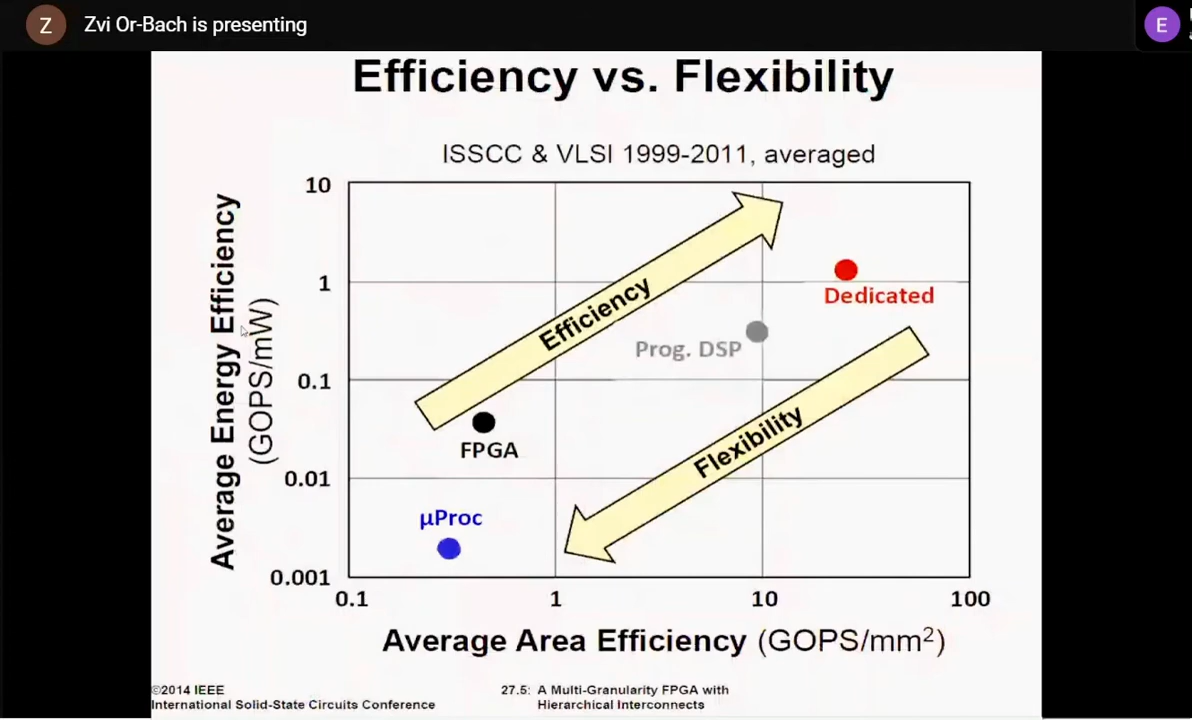 Z
Zvi Or-Bach is presenting
E
Efficiency vs. Flexibility
ISSCC & VLSI 1999-2011, averaged
Average Energy Efficiency
(GOPS/mW)
10
1
0.1
0.01
0.001
Efficiency
Dedicated
Prog. DSP
Flexibility
FPGA
µProc
0.1
1
10
100
Average Area Efficiency (GOPS/mm²)
©2014 IEEE
International Solid-State Circuits Conference
27.5: A Multi-Granularity FPGA with
Hierarchical Interconnects